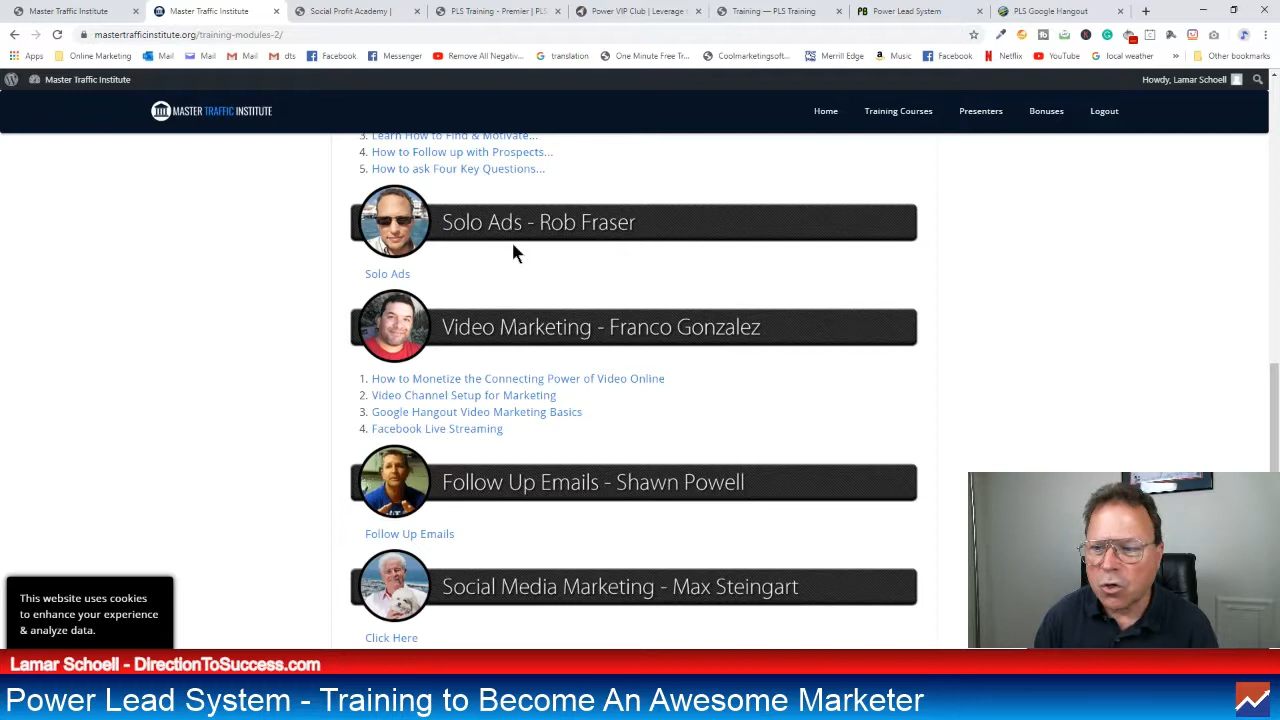 Master Traffic Institute
Social Profit Academy |
PLS Training - Premier | PLS
Power VIP Club | Leverage
Training — PLS Training
Power Lead System
PLS Google Hangout
mastertrafficinstitute.org/training-modules-2/
Apps
Online Marketing
Mail
Mail
Mail
Mail
dts
Facebook
Messenger
Remove All Negativ...
translation
One Minute Free Tr...
Coolmarketingsoft...
Merrill Edge
Music
Facebook
Netflix
YouTube
local weather
»
Other bookmarks
Master Traffic Institute
Howdy, Lamar Schoell
MASTER TRAFFIC INSTITUTE
Home
Training Courses
Presenters
Bonuses
Logout
3. Learn How to Find & Motivate...
4. How to Follow up with Prospects...
5. How to ask Four Key Questions...
Solo Ads - Rob Fraser
Solo Ads
Video Marketing - Franco Gonzalez
1. How to Monetize the Connecting Power of Video Online
2. Video Channel Setup for Marketing
3. Google Hangout Video Marketing Basics
4. Facebook Live Streaming
Follow Up Emails - Shawn Powell
Follow Up Emails
Social Media Marketing - Max Steingart
Click Here
This website uses cookies
to enhance your experience
& analyze data.
Lamar Schoell - DirectionToSuccess.com
Power Lead System - Training to Become An Awesome Marketer